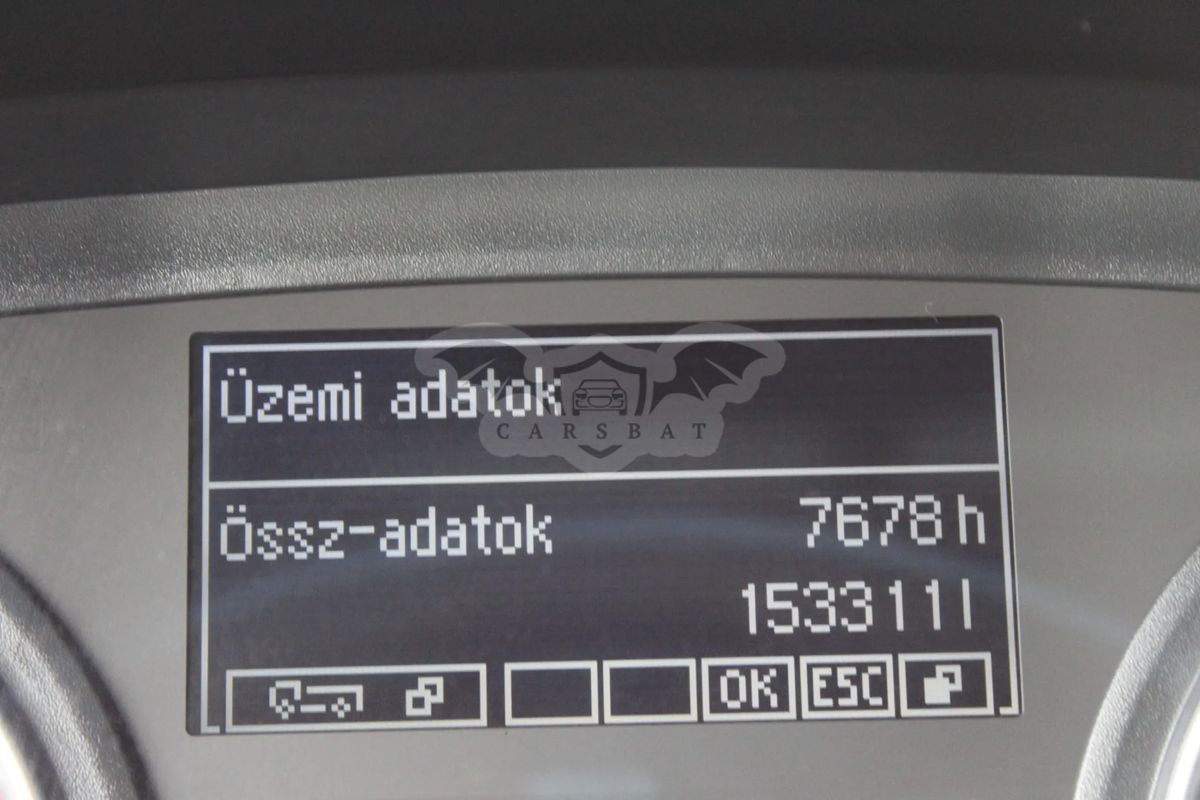 Üzemi adatok
CARSBAT
Össz-adatok 7678 h
153311 l
OK ESC